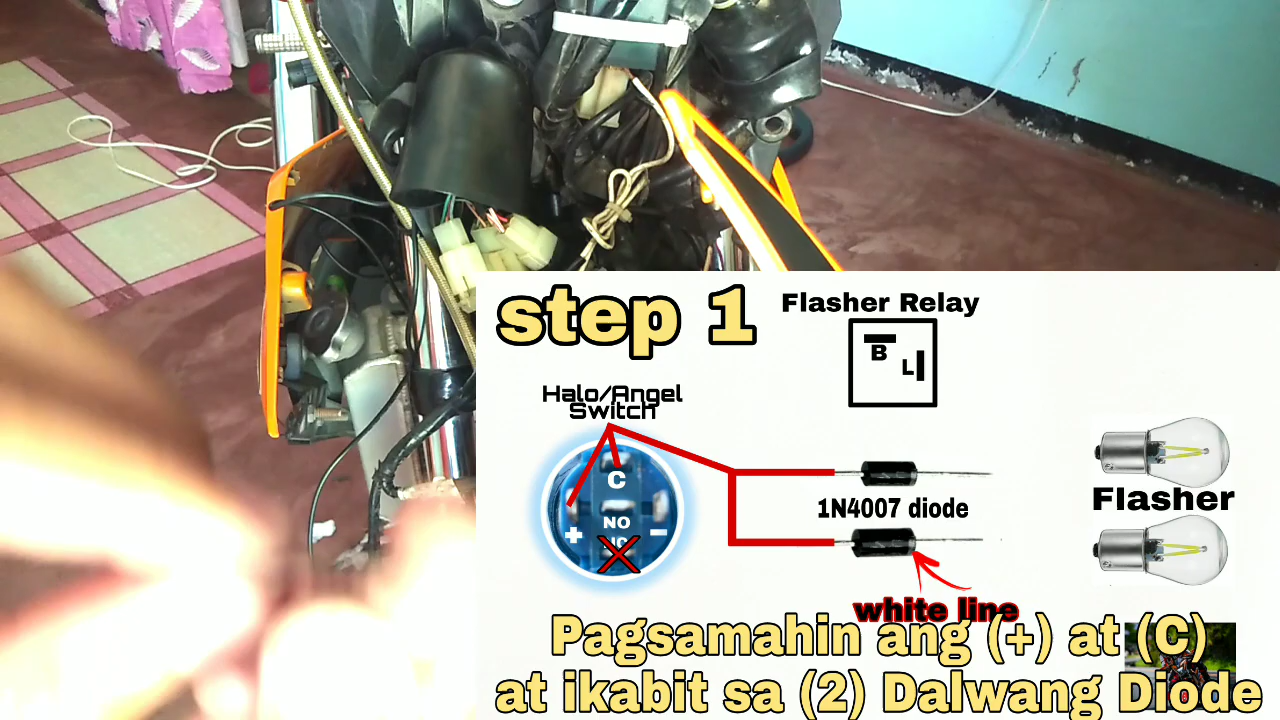 step 1
Flasher Relay
B
L
Halo/Angel
Switch
C
NO
+
−
1N4007 diode
Flasher
white line
Pagsamahin ang (+) at (C)
at ikabit sa (2) Dalwang Diode